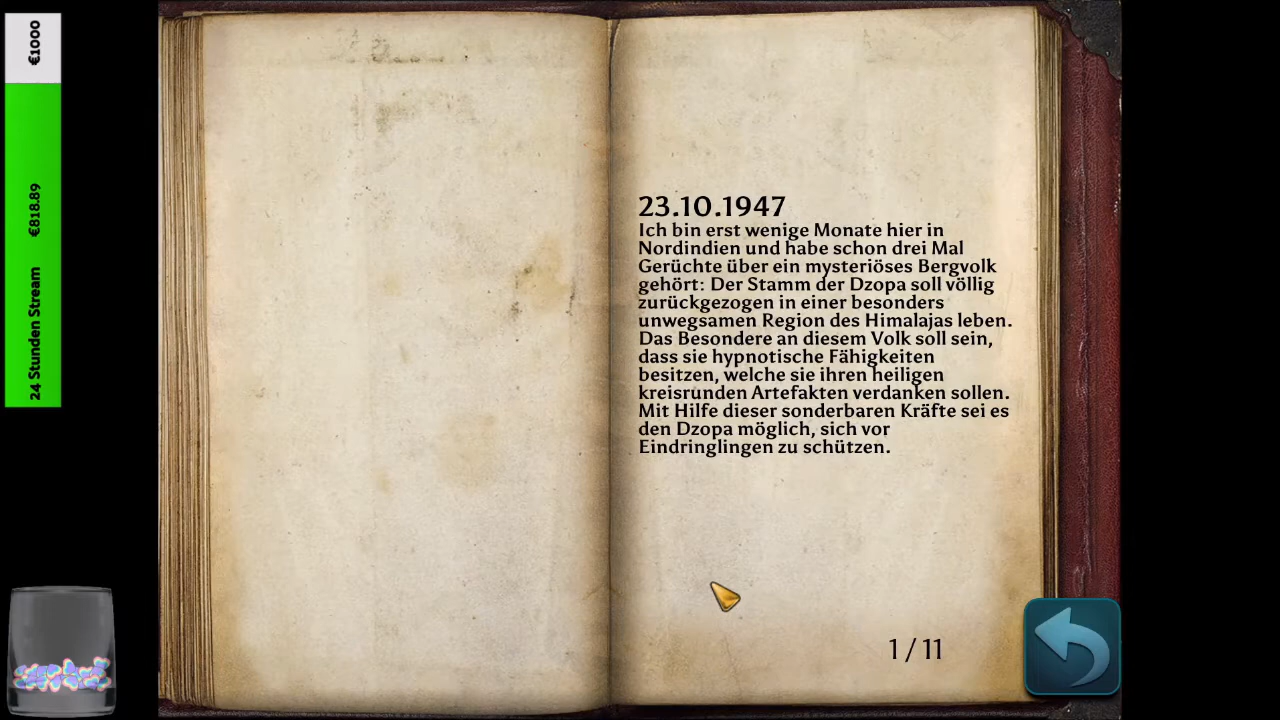 €1000
€818.89
24 Stunden Stream
23.10.1947
Ich bin erst wenige Monate hier in
Nordindien und habe schon drei Mal
Gerüchte über ein mysteriöses Bergvolk
gehört: Der Stamm der Dzopa soll völlig
zurückgezogen in einer besonders
unwegsamen Region des Himalajas leben.
Das Besondere an diesem Volk soll sein,
dass sie hypnotische Fähigkeiten
besitzen, welche sie ihren heiligen
kreisrunden Artefakten verdanken sollen.
Mit Hilfe dieser sonderbaren Kräfte sei es
den Dzopa möglich, sich vor
Eindringlingen zu schützen.
1 / 11